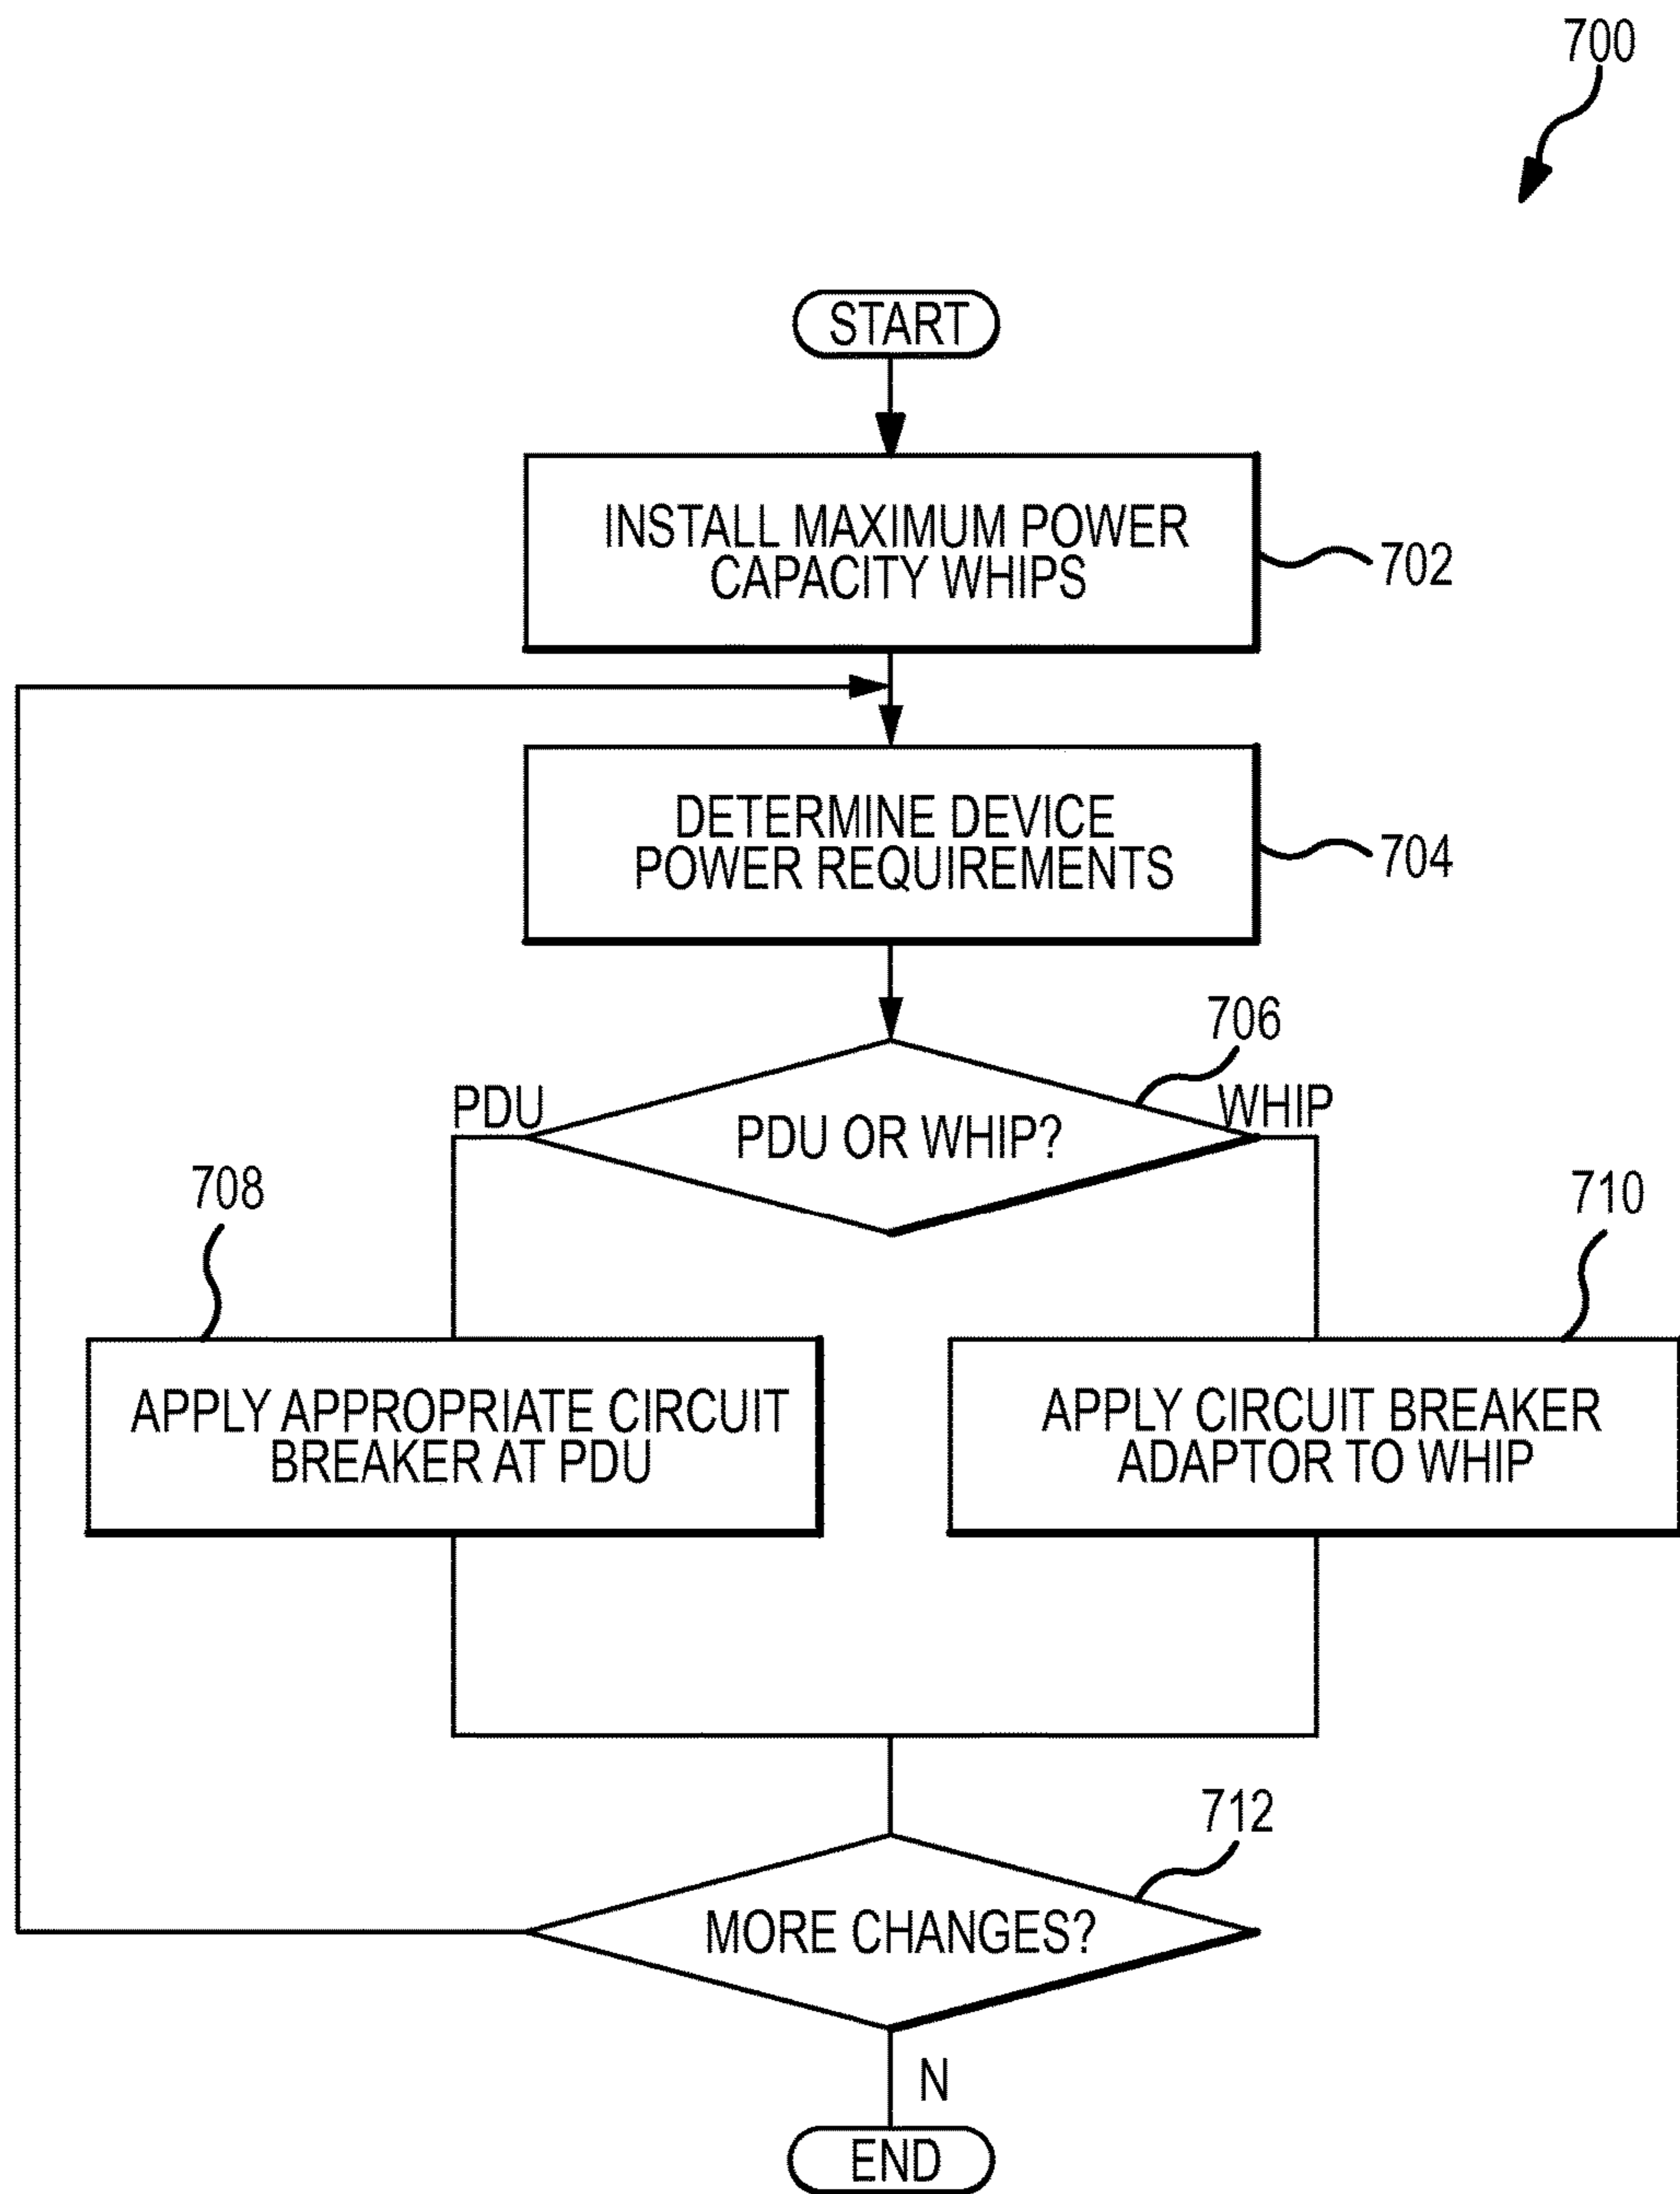 700
START
INSTALL MAXIMUM POWER
CAPACITY WHIPS
702
DETERMINE DEVICE
POWER REQUIREMENTS
704
706
PDU
PDU OR WHIP?
WHIP
708
710
APPLY APPROPRIATE CIRCUIT
BREAKER AT PDU
APPLY CIRCUIT BREAKER
ADAPTOR TO WHIP
712
MORE CHANGES?
N
END